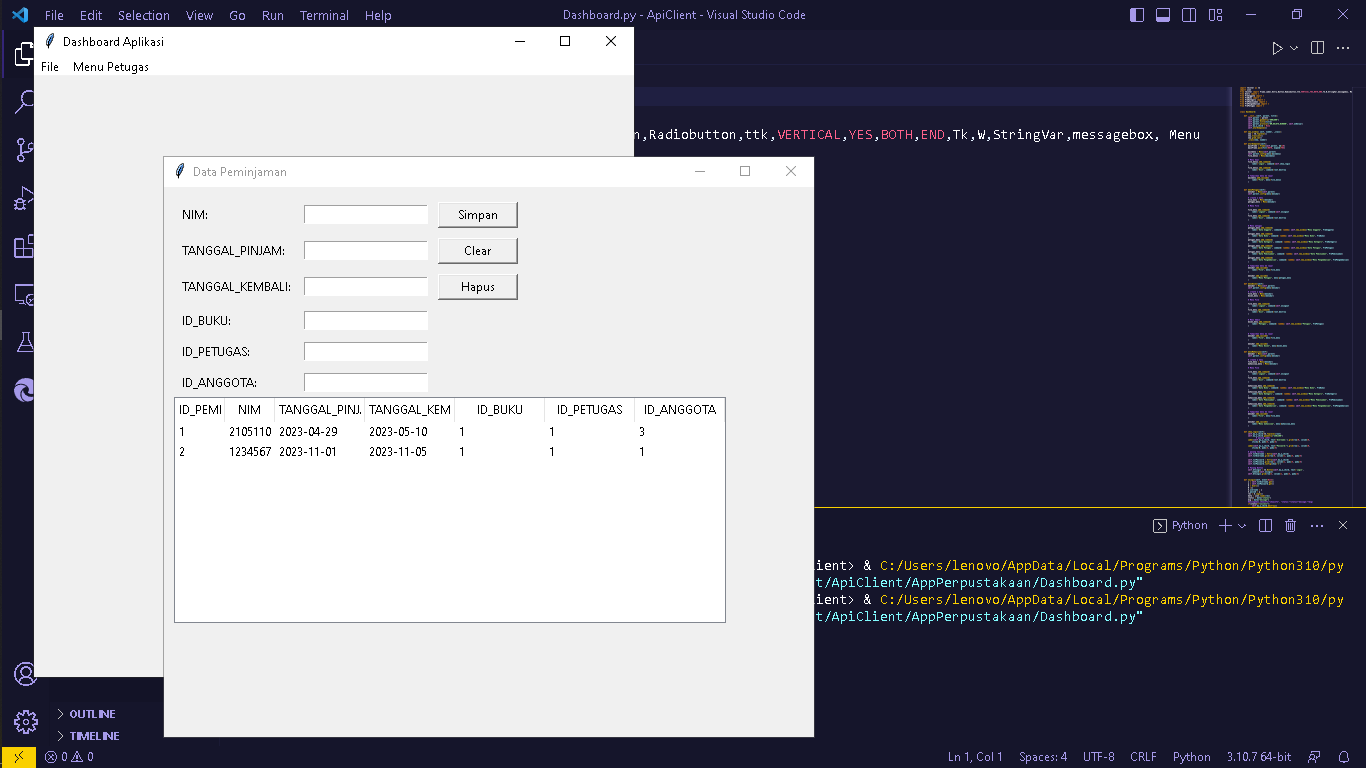 File Edit Selection View Go Run Terminal Help
Dashboard.py - ApiClient - Visual Studio Code
Dashboard Aplikasi
File Menu Petugas
n,Radiobutton,ttk,VERTICAL,YES,BOTH,END,Tk,W,StringVar,messagebox, Menu
Data Peminjaman
NIM: Simpan
TANGGAL_PINJAM: Clear
TANGGAL_KEMBALI: Hapus
ID_BUKU:
ID_PETUGAS:
ID_ANGGOTA:
ID_PEMI NIM TANGGAL_PINJ. TANGGAL_KEM ID_BUKU ID_PETUGAS ID_ANGGOTA
1 2105110 2023-04-29 2023-05-10 1 1 3
2 1234567 2023-11-01 2023-11-05 1 1 1
Python
lient> & C:/Users/lenovo/AppData/Local/Programs/Python/Python310/py
t/ApiClient/AppPerpustakaan/Dashboard.py"
lient> & C:/Users/lenovo/AppData/Local/Programs/Python/Python310/py
t/ApiClient/AppPerpustakaan/Dashboard.py"
OUTLINE
TIMELINE
0 0 Ln 1, Col 1 Spaces: 4 UTF-8 CRLF Python 3.10.7 64-bit